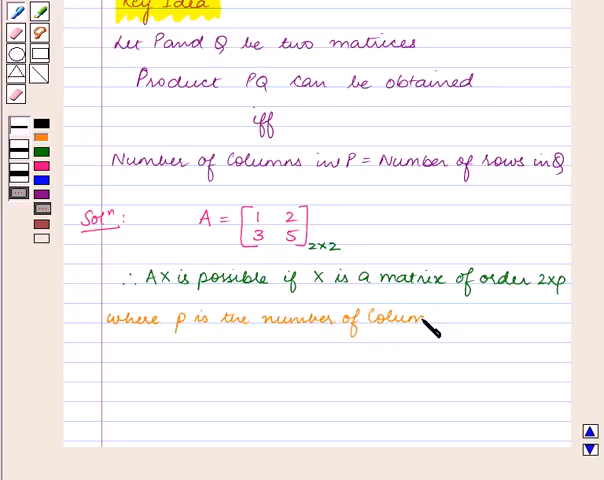 Key Idea
Let P and Q be two matrices
Product PQ can be obtained
iff
Number of Columns in P = Number of rows in Q
Solⁿ: A = [1 2
3 5]2×2
∴ AX is possible if X is a matrix of order 2×p
where p is the number of Colum